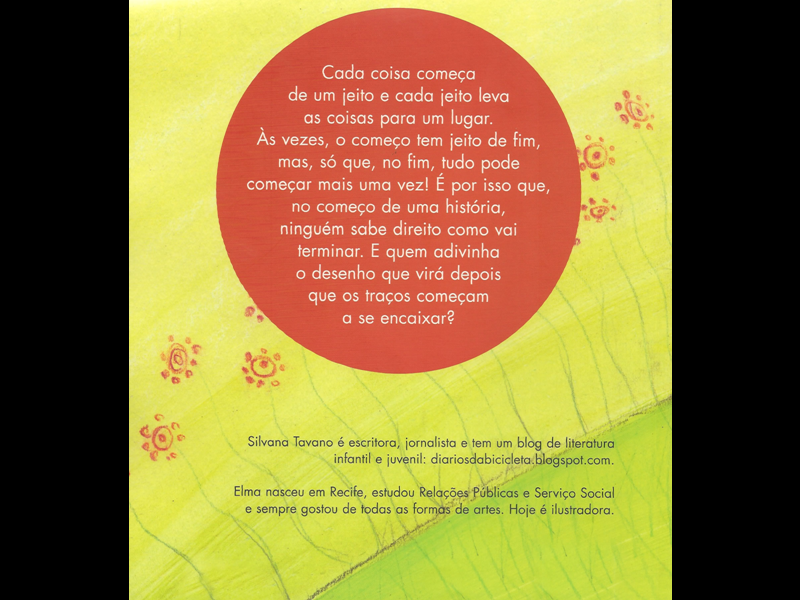 Cada coisa começa
de um jeito e cada jeito leva
as coisas para um lugar.
Às vezes, o começo tem jeito de fim,
mas, só que, no fim, tudo pode
começar mais uma vez! É por isso que,
no começo de uma história,
ninguém sabe direito como vai
terminar. E quem adivinha
o desenho que virá depois
que os traços começam
a se encaixar?
Silvana Tavano é escritora, jornalista e tem um blog de literatura
infantil e juvenil: diariosdabicicleta.blogspot.com.
Elma nasceu em Recife, estudou Relações Públicas e Serviço Social
e sempre gostou de todas as formas de artes. Hoje é ilustradora.